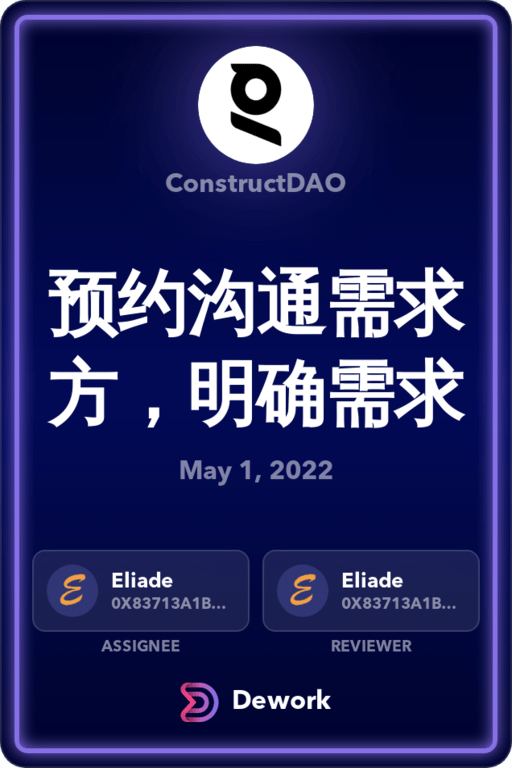 ConstructDAO
预约沟通需求
方，明确需求
May 1, 2022
Eliade
0X83713A1B...
Eliade
0X83713A1B...
ASSIGNEE
REVIEWER
Dework